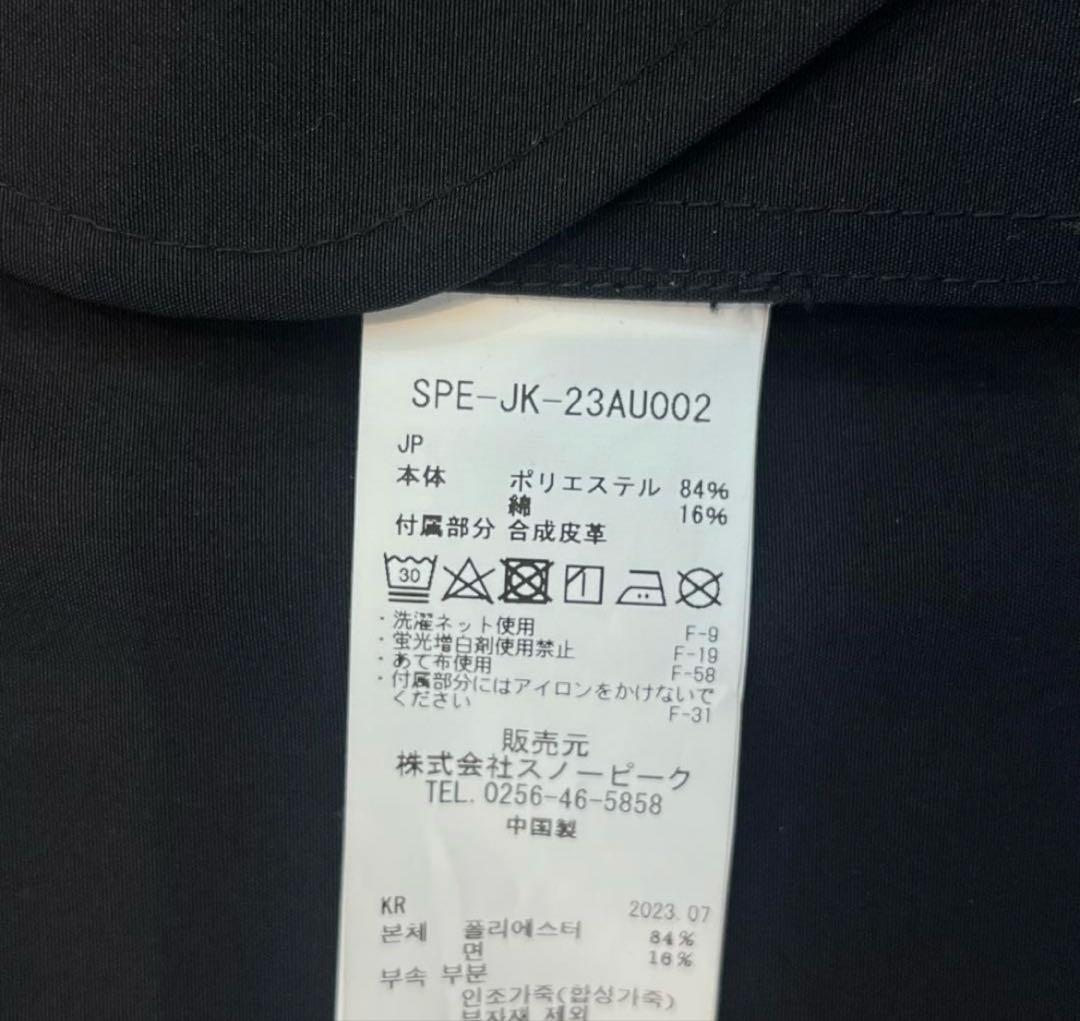 SPE-JK-23AU002
JP
本体 ポリエステル 84%
綿 16%
付属部分 合成皮革
30
・洗濯ネット使用 F-9
・蛍光増白剤使用禁止 F-19
・あて布使用 F-58
・付属部分にはアイロンをかけないで
ください F-31
販売元
株式会社スノーピーク
TEL. 0256-46-5858
中国製
KR 2023.07
본체 폴리에스터 84%
면 16%
부속 부분
인조가죽(합성가죽)
부자재 제외